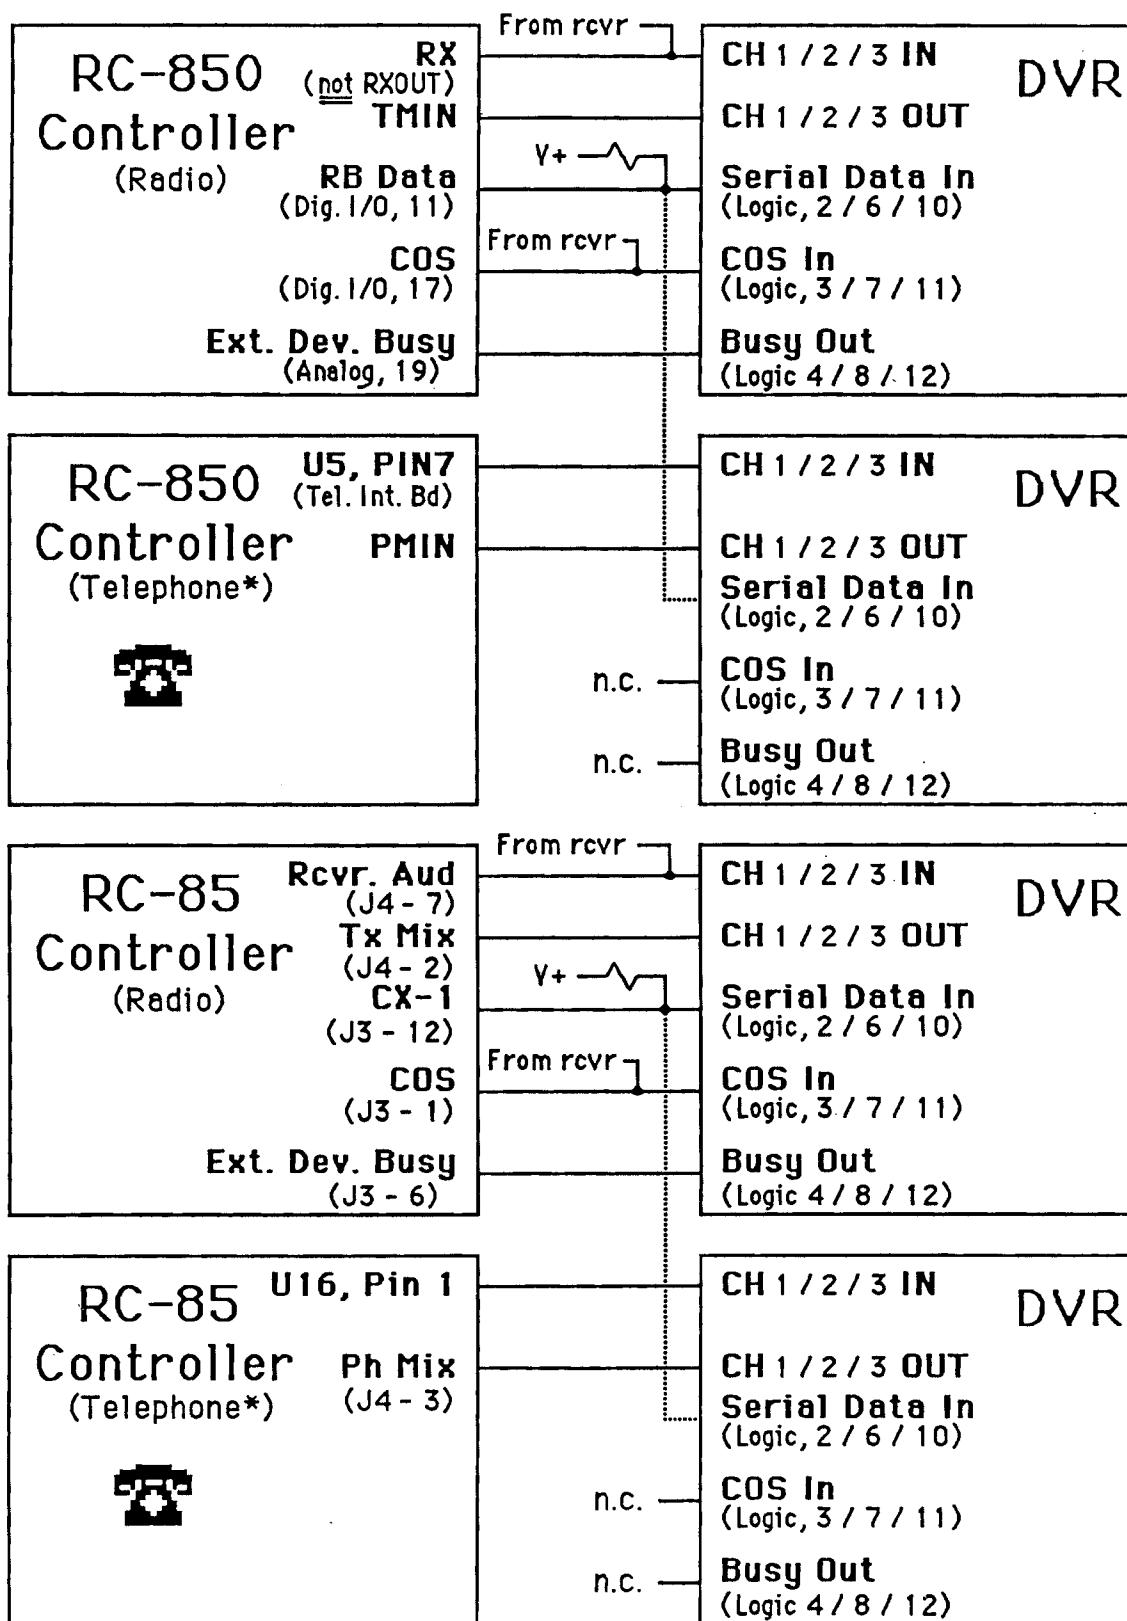 From rcvr
RC-850
Controller
(Radio)
RX
(not RXOUT)
TMIN
RB Data
(Dig. I/O, 11)
COS
(Dig. I/O, 17)
Ext. Dev. Busy
(Analog, 19)
V+
From rcvr
DVR
CH 1 / 2 / 3 IN
CH 1 / 2 / 3 OUT
Serial Data In
(Logic, 2 / 6 / 10)
COS In
(Logic, 3 / 7 / 11)
Busy Out
(Logic 4 / 8 / 12)
RC-850
Controller
(Telephone*)
U5, PIN7
(Tel. Int. Bd)
PMIN
n.c.
n.c.
DVR
CH 1 / 2 / 3 IN
CH 1 / 2 / 3 OUT
Serial Data In
(Logic, 2 / 6 / 10)
COS In
(Logic, 3 / 7 / 11)
Busy Out
(Logic 4 / 8 / 12)
From rcvr
RC-85
Controller
(Radio)
Rcvr. Aud
(J4 - 7)
Tx Mix
(J4 - 2)
CX-1
(J3 - 12)
COS
(J3 - 1)
Ext. Dev. Busy
(J3 - 6)
V+
From rcvr
DVR
CH 1 / 2 / 3 IN
CH 1 / 2 / 3 OUT
Serial Data In
(Logic, 2 / 6 / 10)
COS In
(Logic, 3 / 7 / 11)
Busy Out
(Logic 4 / 8 / 12)
RC-85
Controller
(Telephone*)
U16, Pin 1
Ph Mix
(J4 - 3)
n.c.
n.c.
DVR
CH 1 / 2 / 3 IN
CH 1 / 2 / 3 OUT
Serial Data In
(Logic, 2 / 6 / 10)
COS In
(Logic, 3 / 7 / 11)
Busy Out
(Logic 4 / 8 / 12)